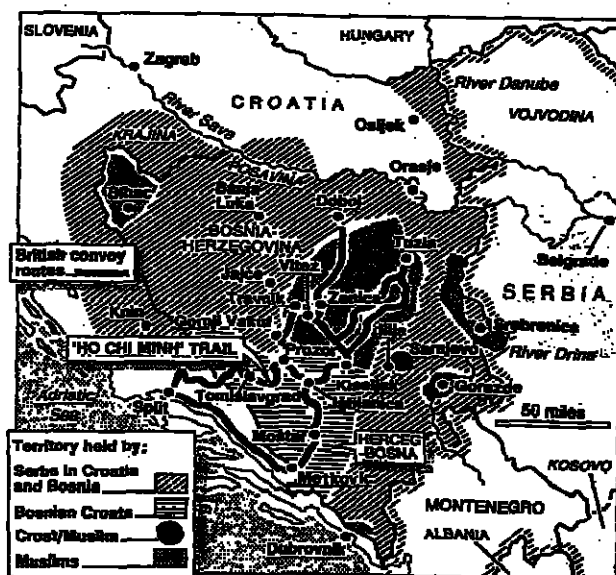 SLOVENIA
HUNGARY
Zagreb
River Danube
River Sava
CROATIA
VOJVODINA
Osijek
KRAJINA
Orasje
POSAVINA
Banja
Luka
Doboj
BOSNIA-
HERZEGOVINA
Tuzla
Belgrade
British convoy
routes
Vitez
Jajce
Travnik
Zenica
SERBIA
Knin
Gornji Vakuf
Srebrenica
'HO CHI MINH' TRAIL
Prozor
Sarajevo
River Drina
Kiseljak
Gorazde
Adriatic
Sea
Split
Tomislavgrad
Jablanica
50 miles
Mostar
HERCEG-
BOSNA
Territory held by:
Serbs in Croatia
and Bosnia
KOSOVO
Bosnian Croats
Metkovic
MONTENEGRO
Croat/Muslims
ALBANIA
Muslims
Dubrovnik